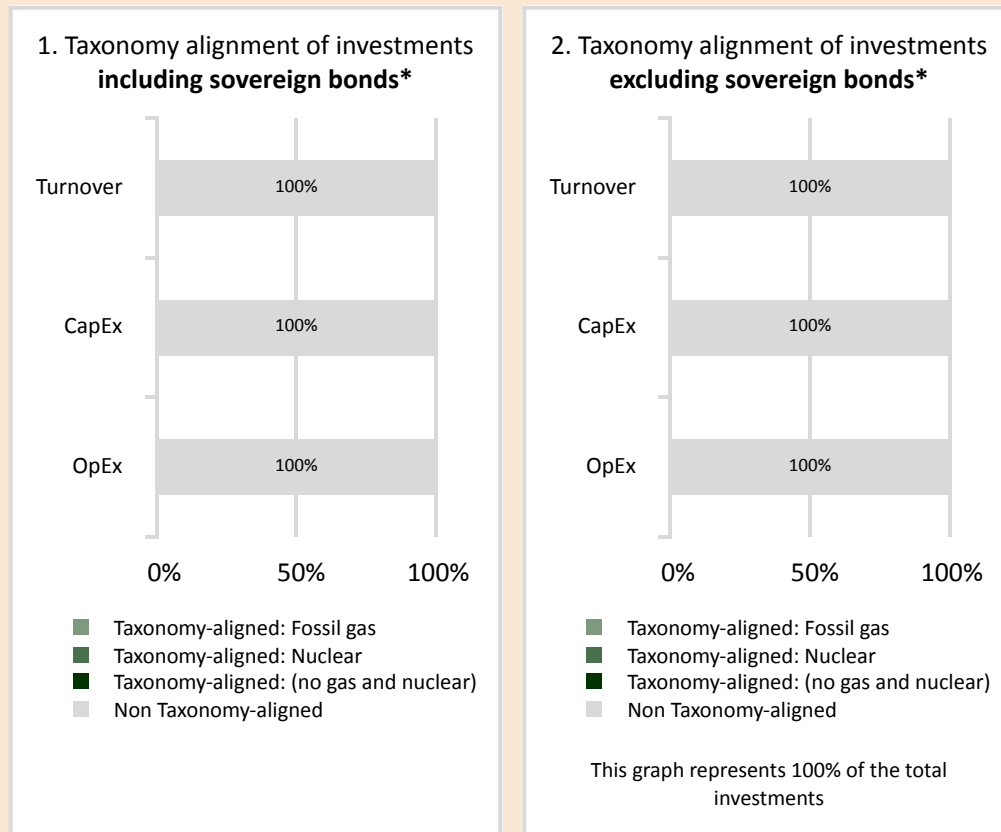 1. Taxonomy alignment of investments
including sovereign bonds*
Turnover
100%
CapEx
100%
OpEx
100%
0% 50% 100%
Taxonomy-aligned: Fossil gas
Taxonomy-aligned: Nuclear
Taxonomy-aligned: (no gas and nuclear)
Non Taxonomy-aligned
2. Taxonomy alignment of investments
excluding sovereign bonds*
Turnover
100%
CapEx
100%
OpEx
100%
0% 50% 100%
Taxonomy-aligned: Fossil gas
Taxonomy-aligned: Nuclear
Taxonomy-aligned: (no gas and nuclear)
Non Taxonomy-aligned
This graph represents 100% of the total
investments